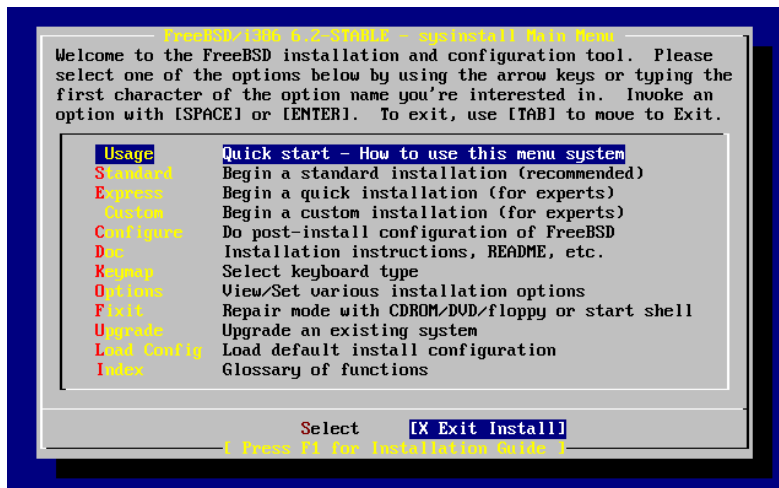 FreeBSD/i386 6.2-STABLE - sysinstall Main Menu
Welcome to the FreeBSD installation and configuration tool.  Please
select one of the options below by using the arrow keys or typing the
first character of the option name you're interested in.  Invoke an
option with [SPACE] or [ENTER].  To exit, use [TAB] to move to Exit.
Usage Quick start - How to use this menu system
Standard Begin a standard installation (recommended)
Express Begin a quick installation (for experts)
Custom Begin a custom installation (for experts)
Configure Do post-install configuration of FreeBSD
Doc Installation instructions, README, etc.
Keymap Select keyboard type
Options View/Set various installation options
Fixit Repair mode with CDROM/DVD/floppy or start shell
Upgrade Upgrade an existing system
Load Config Load default install configuration
Index Glossary of functions
Select [X Exit Install]
[ Press F1 for Installation Guide ]